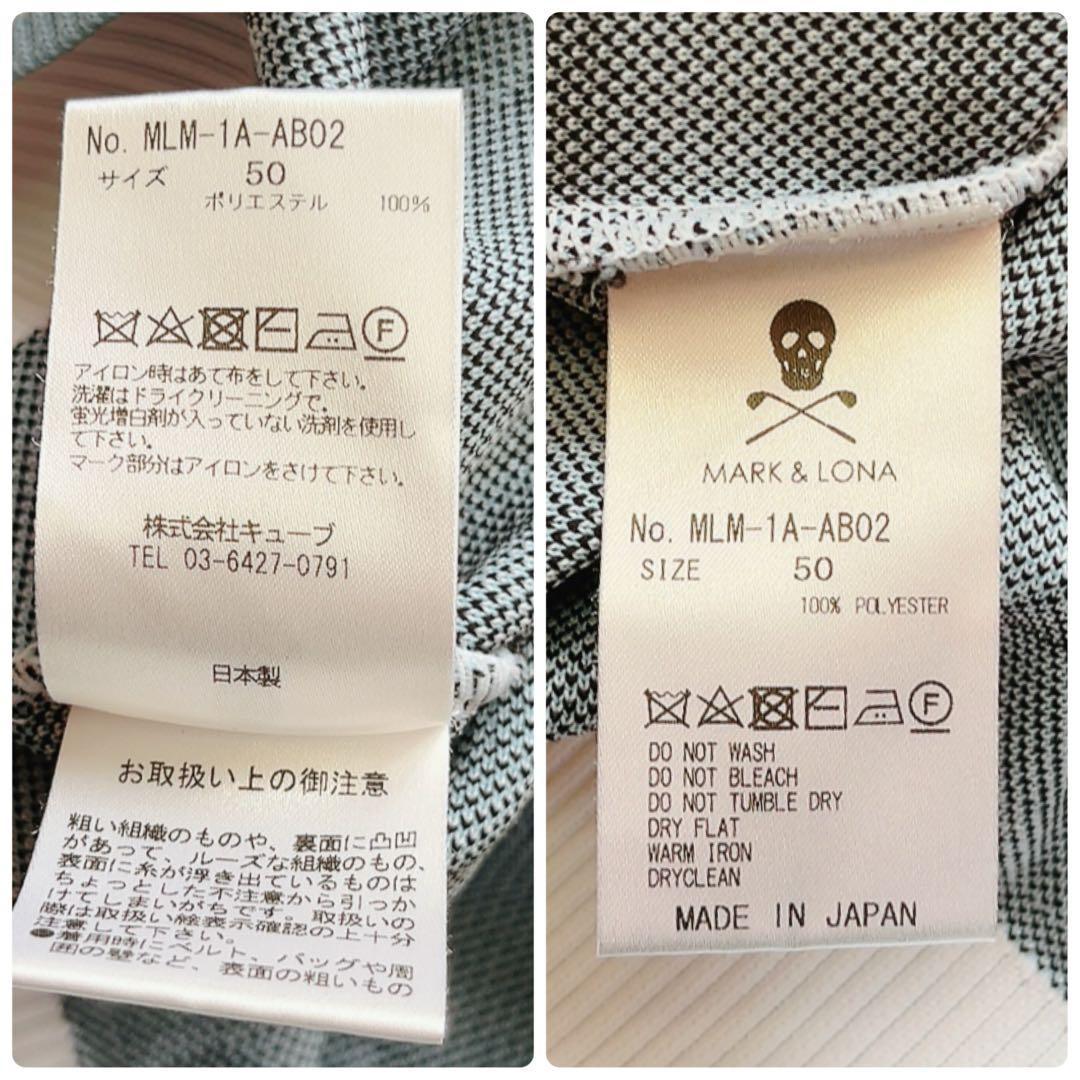 No. MLM-1A-AB02
サイズ 50
ポリエステル 100%
F
アイロン時はあて布をして下さい。
洗濯はドライクリーニングで。
蛍光増白剤が入っていない洗剤を使用し
て下さい。
マーク部分はアイロンをさけて下さい。
株式会社キューブ
TEL 03-6427-0791
日本製
お取扱い上の御注意
粗い組織のものや、裏面に凸凹
があって、ルーズな組織のもの、
表面に糸が浮き出ているものは
ちょっとした不注意から引っか
けてしまいがちです。取扱いの
際は取扱い絵表示確認の上十分
注意して下さい。
●着用時にベルト、バッグや周
囲の壁など、表面の粗いもの
MARK & LONA
No. MLM-1A-AB02
SIZE 50
100% POLYESTER
F
DO NOT WASH
DO NOT BLEACH
DO NOT TUMBLE DRY
DRY FLAT
WARM IRON
DRYCLEAN
MADE IN JAPAN